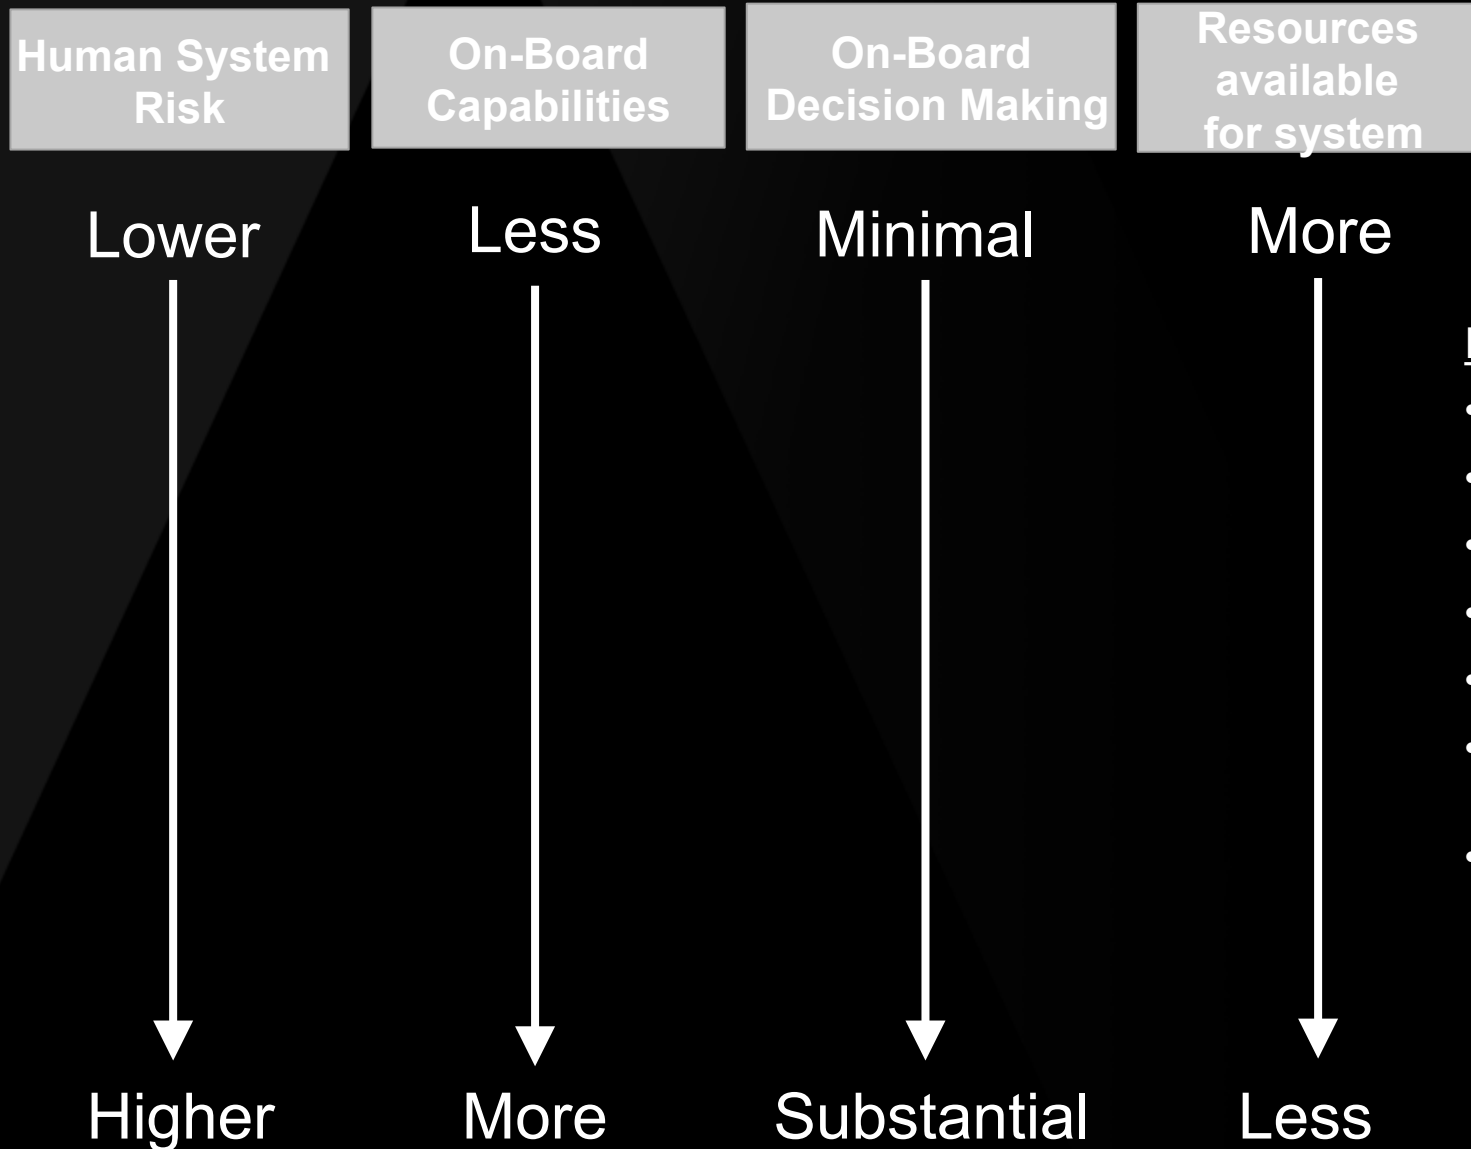 Human System
Risk
On-Board
Capabilities
On-Board
Decision Making
Resources
available
for system
Lower
Less
Minimal
More
•
•
•
•
•
•
•
Higher
More
Substantial
Less